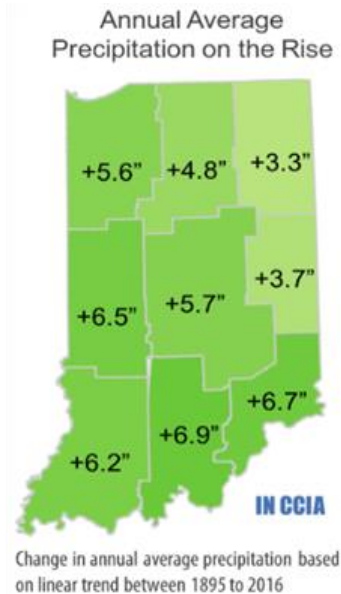 Annual Average
Precipitation on the Rise
+5.6”
+4.8”
+3.3”
+6.5”
+5.7”
+3.7”
+6.2”
+6.9”
+6.7”
IN CCIA
Change in annual average precipitation based
on linear trend between 1895 to 2016